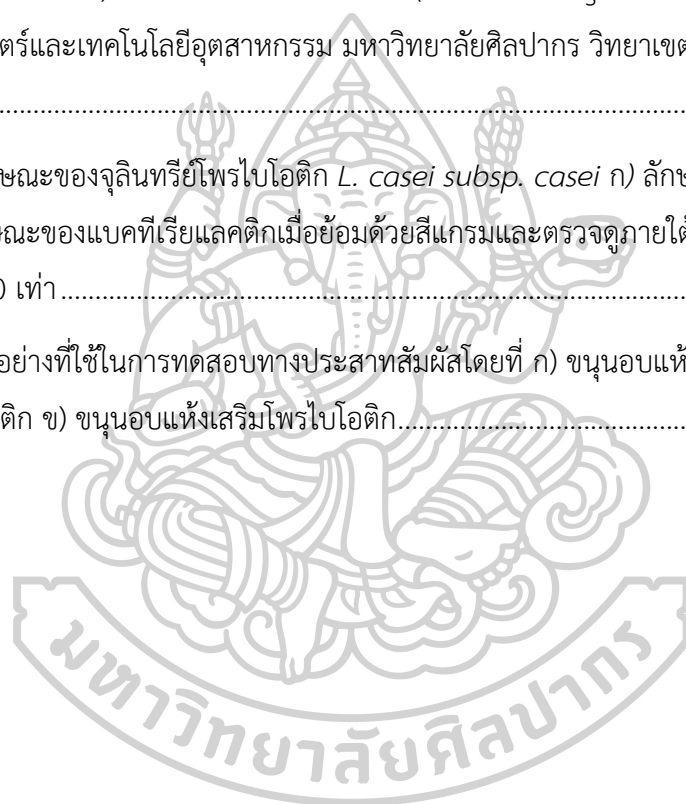 ตร์และเทคโนโลยีอุตสาหกรรม มหาวิทยาลัยศิลปากร วิทยาเขต
....................................................................................................
ษณะของจุลินทรีย์โพรไบโอติก L. casei subsp. casei ก) ลักษ
ษณะของแบคทีเรียแลคติกเมื่อย้อมด้วยสีแกรมและตรวจดูภายใต้
0 เท่า....................................................................................................
อย่างที่ใช้ในการทดสอบทางประสาทสัมผัสโดยที่ ก) ขนุนอบแห้
ติก ข) ขนุนอบแห้งเสริมโพรไบโอติก.............................................
มหาวิทยาลัยศิลปากร